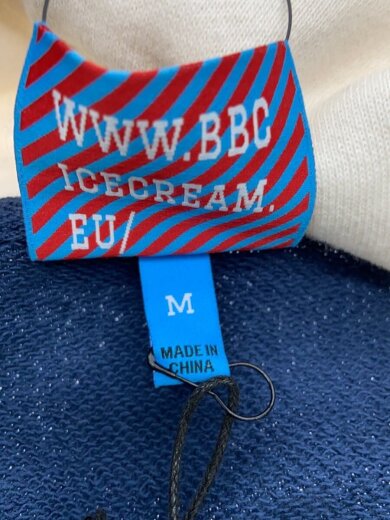 WWW.BBC
ICECREAM.
EU/
M
MADE IN
CHINA